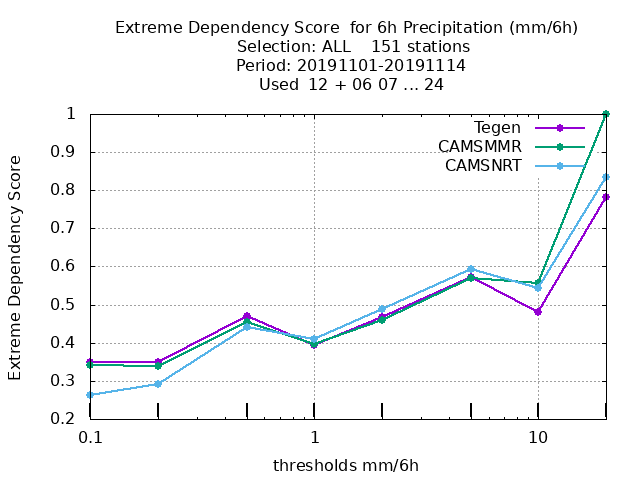 Extreme Dependency Score  for 6h Precipitation (mm/6h)
Selection: ALL    151 stations
Period: 20191101-20191114
Used  12 + 06 07 ... 24
Tegen
CAMSMMR
CAMSNRT
1
0.9
0.8
0.7
0.6
0.5
0.4
0.3
0.2
Extreme Dependency Score
0.1 1 10
thresholds mm/6h